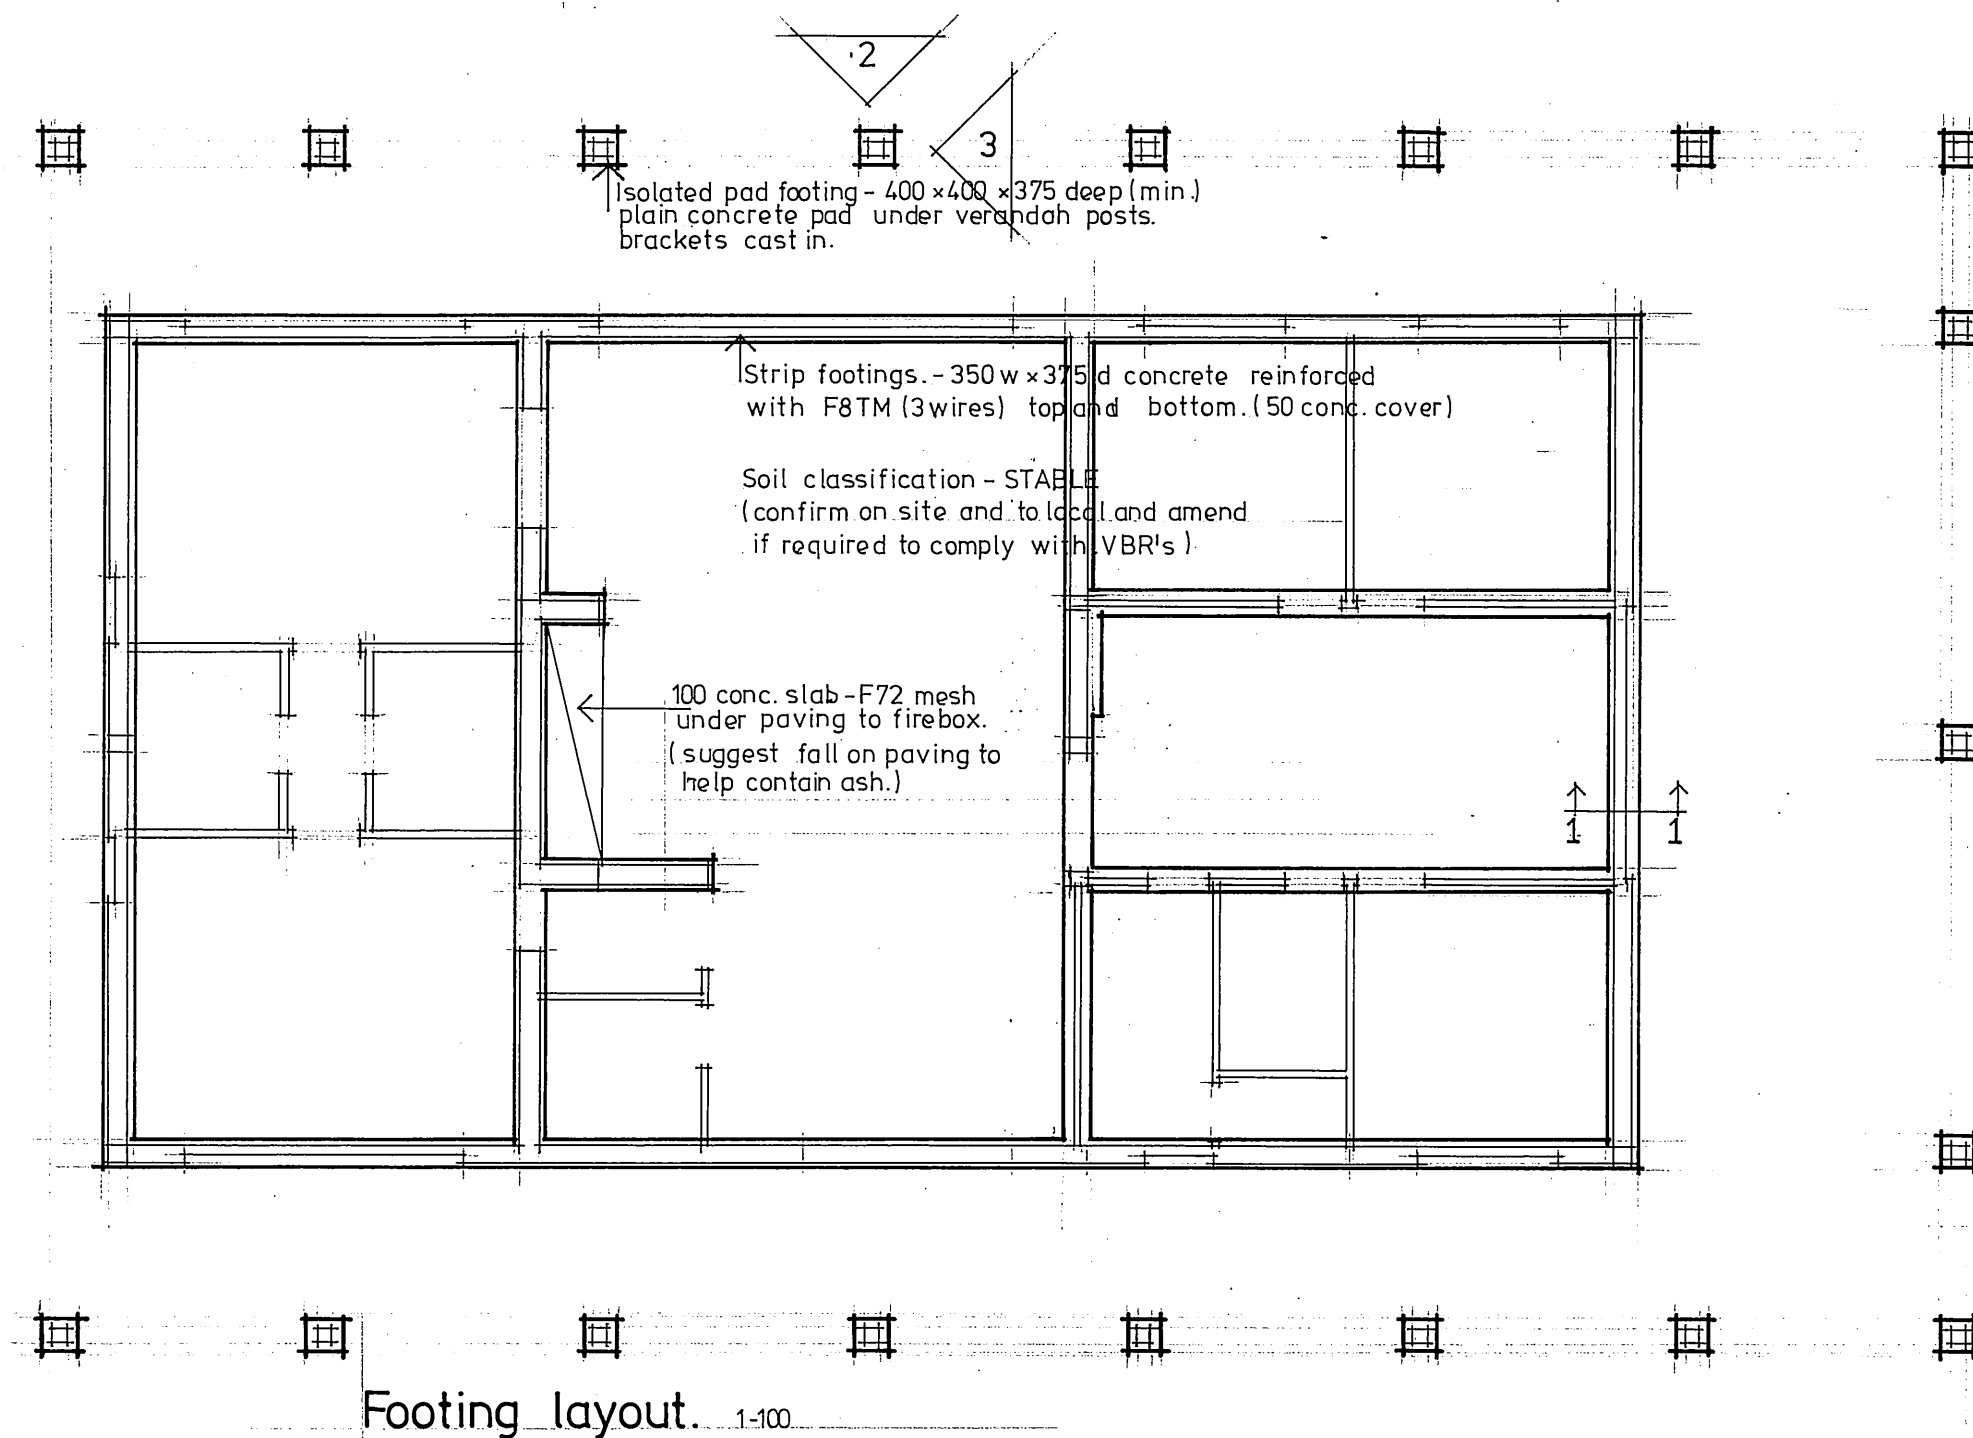 2
3
Isolated pad footing - 400 x 400 x 375 deep (min.)
plain concrete pad under verandah posts.
brackets cast in.
Strip footings. - 350 w x 375 d concrete reinforced
with F8TM (3 wires) top and bottom. (50 conc. cover)
Soil classification - STABLE
(confirm on site and to local and amend
if required to comply with VBR's)
100 conc. slab - F72 mesh
under paving to firebox.
(suggest fall on paving to
help contain ash.)
1 1
Footing layout. 1-100